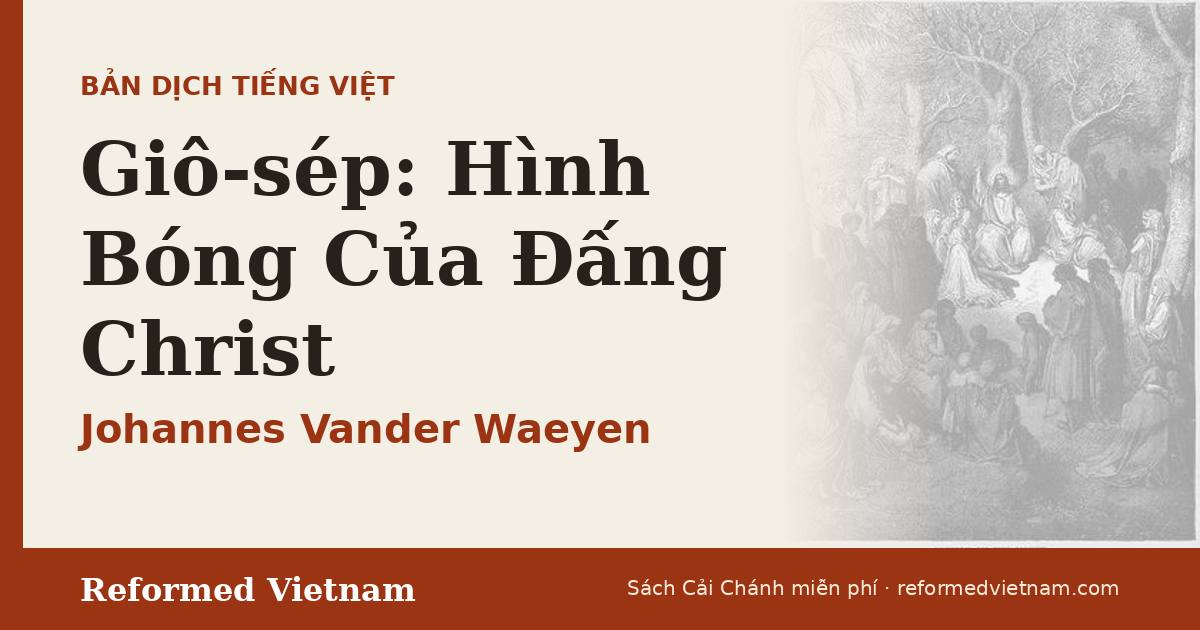 BẢN DỊCH TIẾNG VIỆT
Giô-sép: Hình
Bóng Của Đấng
Christ
Johannes Vander Waeyen
Reformed Vietnam
Sách Cải Chánh miễn phí · reformedvietnam.com